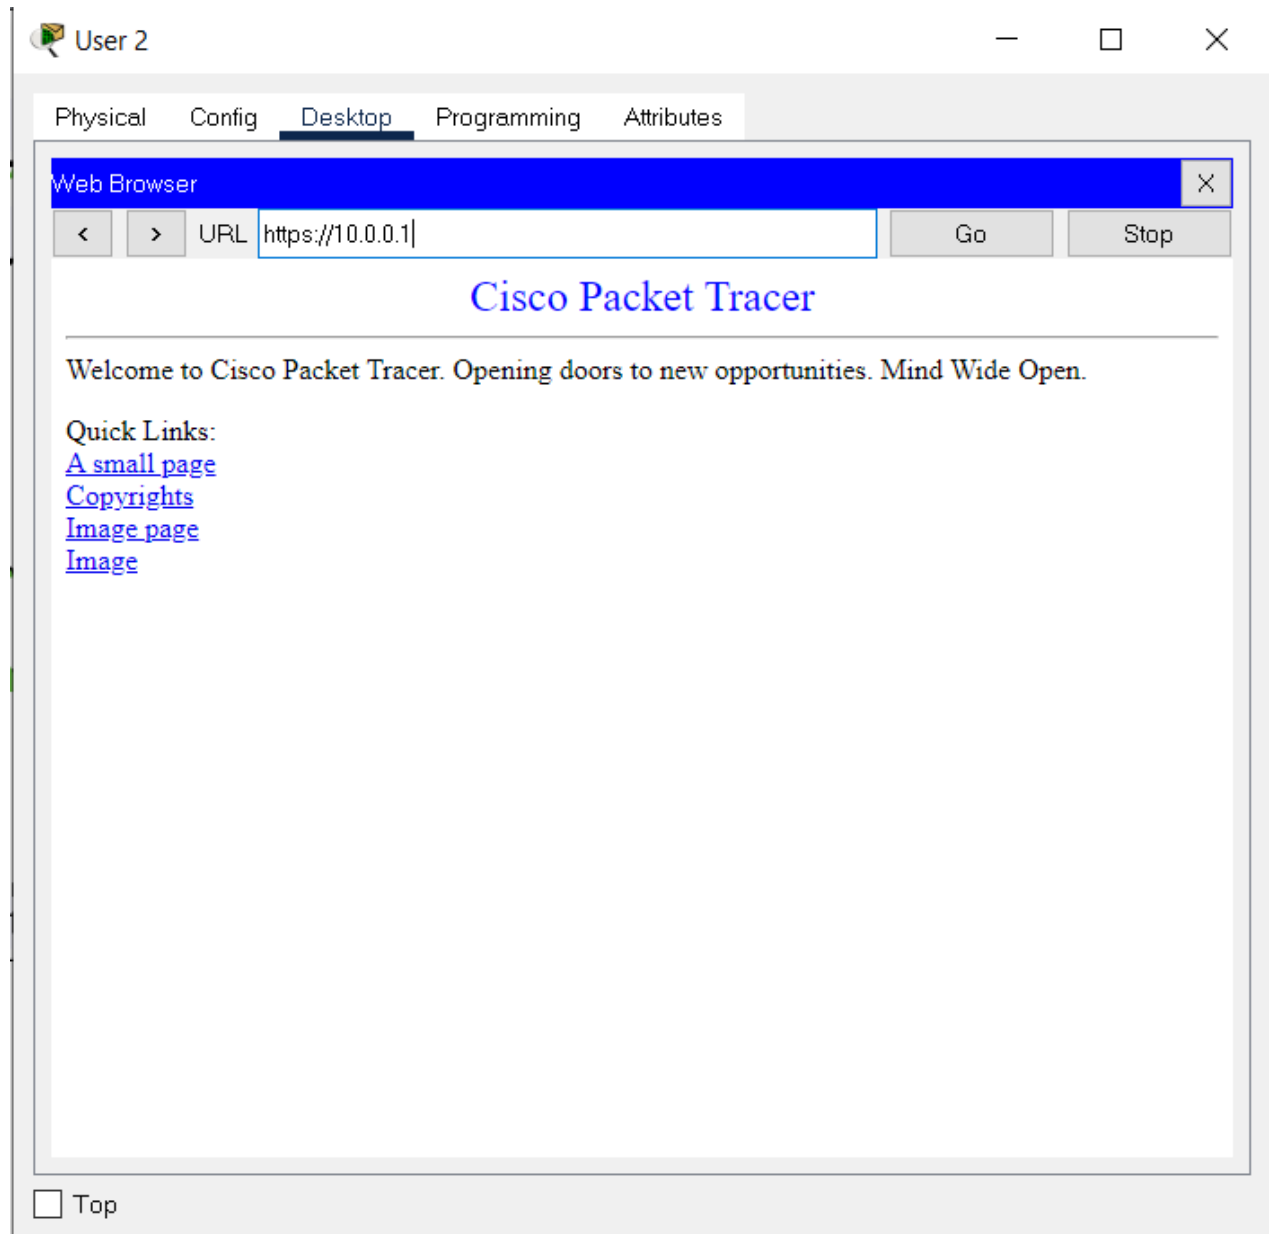 User 2
Physical Config Desktop Programming Attributes
Web Browser X
< > URL https://10.0.0.1 Go Stop
Cisco Packet Tracer
Welcome to Cisco Packet Tracer. Opening doors to new opportunities. Mind Wide Open.
Quick Links:
A small page
Copyrights
Image page
Image
Top